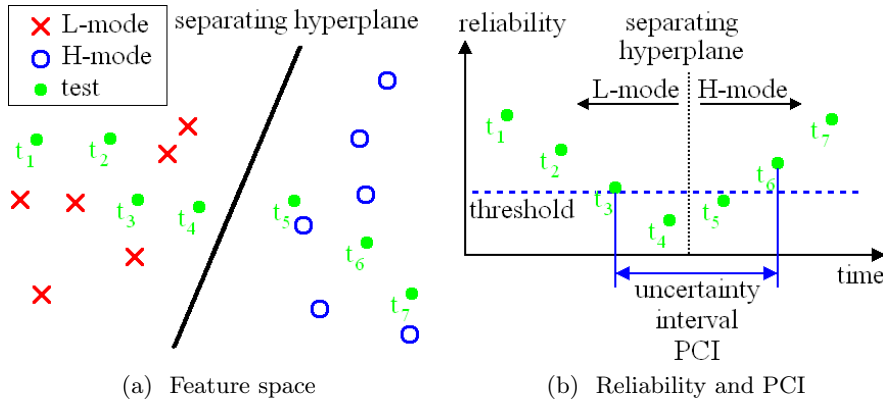 L-mode
H-mode
test
separating hyperplane
t1
t2
t3
t4
t5
t6
t7
(a) Feature space
reliability
separating
hyperplane
L-mode
H-mode
t1
t2
t3
t4
t5
t6
t7
threshold
time
uncertainty
interval
PCI
(b) Reliability and PCI